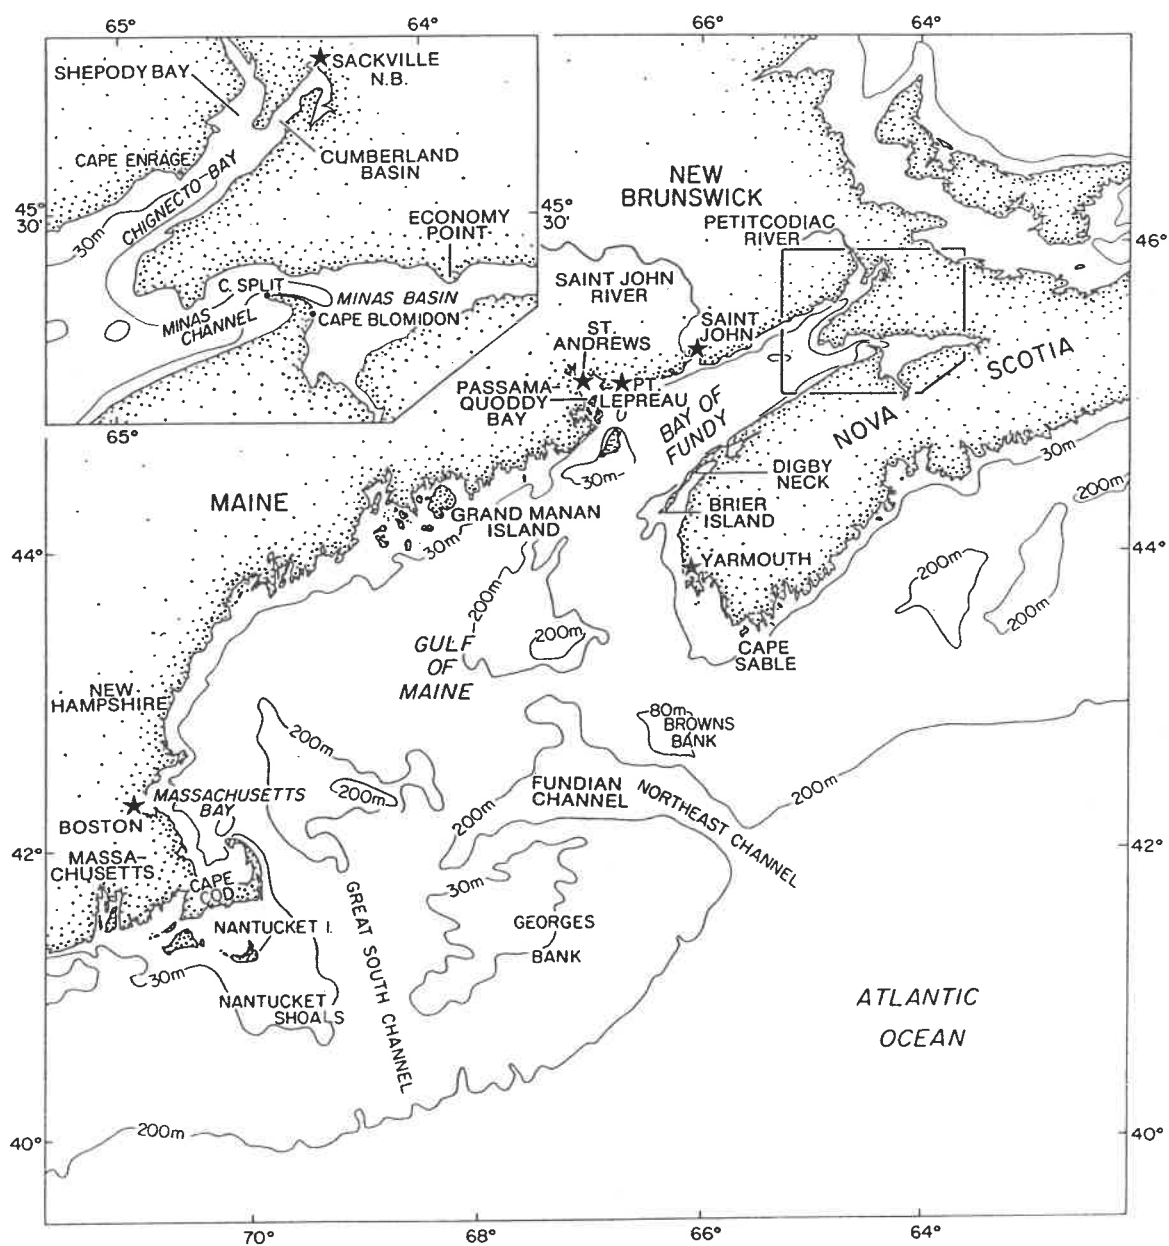 65°
64°
66°
64°
SHEPODY BAY
SACKVILLE
N.B.
CAPE ENRAGE
CHIGNECTO-BAY
CUMBERLAND
BASIN
45°
30'
30m
ECONOMY
POINT
C. SPLIT
MINAS BASIN
MINAS
CHANNEL
CAPE BLOMIDON
65°
64°
45°
30'
NEW
BRUNSWICK
PETITCODIAC
RIVER
46°
SAINT JOHN
RIVER
SAINT
JOHN
ST.
ANDREWS
PASSAMA-
QUODDY
BAY
PT.
LEPREAU
BAY OF
FUNDY
NOVA
SCOTIA
30m
200m
30m
DIGBY
NECK
BRIER
ISLAND
MAINE
GRAND MANAN
ISLAND
30m
44°
44°
YARMOUTH
200m
200m
200m
200m
CAPE
SABLE
GULF
OF
MAINE
NEW
HAMPSHIRE
80m
BROWNS
BANK
200m
200m
200m
FUNDIAN
CHANNEL
NORTHEAST CHANNEL
200m
MASSACHUSETTS
BAY
BOSTON
42°
42°
MASSA-
CHUSETTS
CAPE
COD
30m
GEORGES
BANK
GREAT SOUTH CHANNEL
NANTUCKET I.
30m
NANTUCKET
SHOALS
ATLANTIC
OCEAN
200m
40°
40°
70°
68°
66°
64°